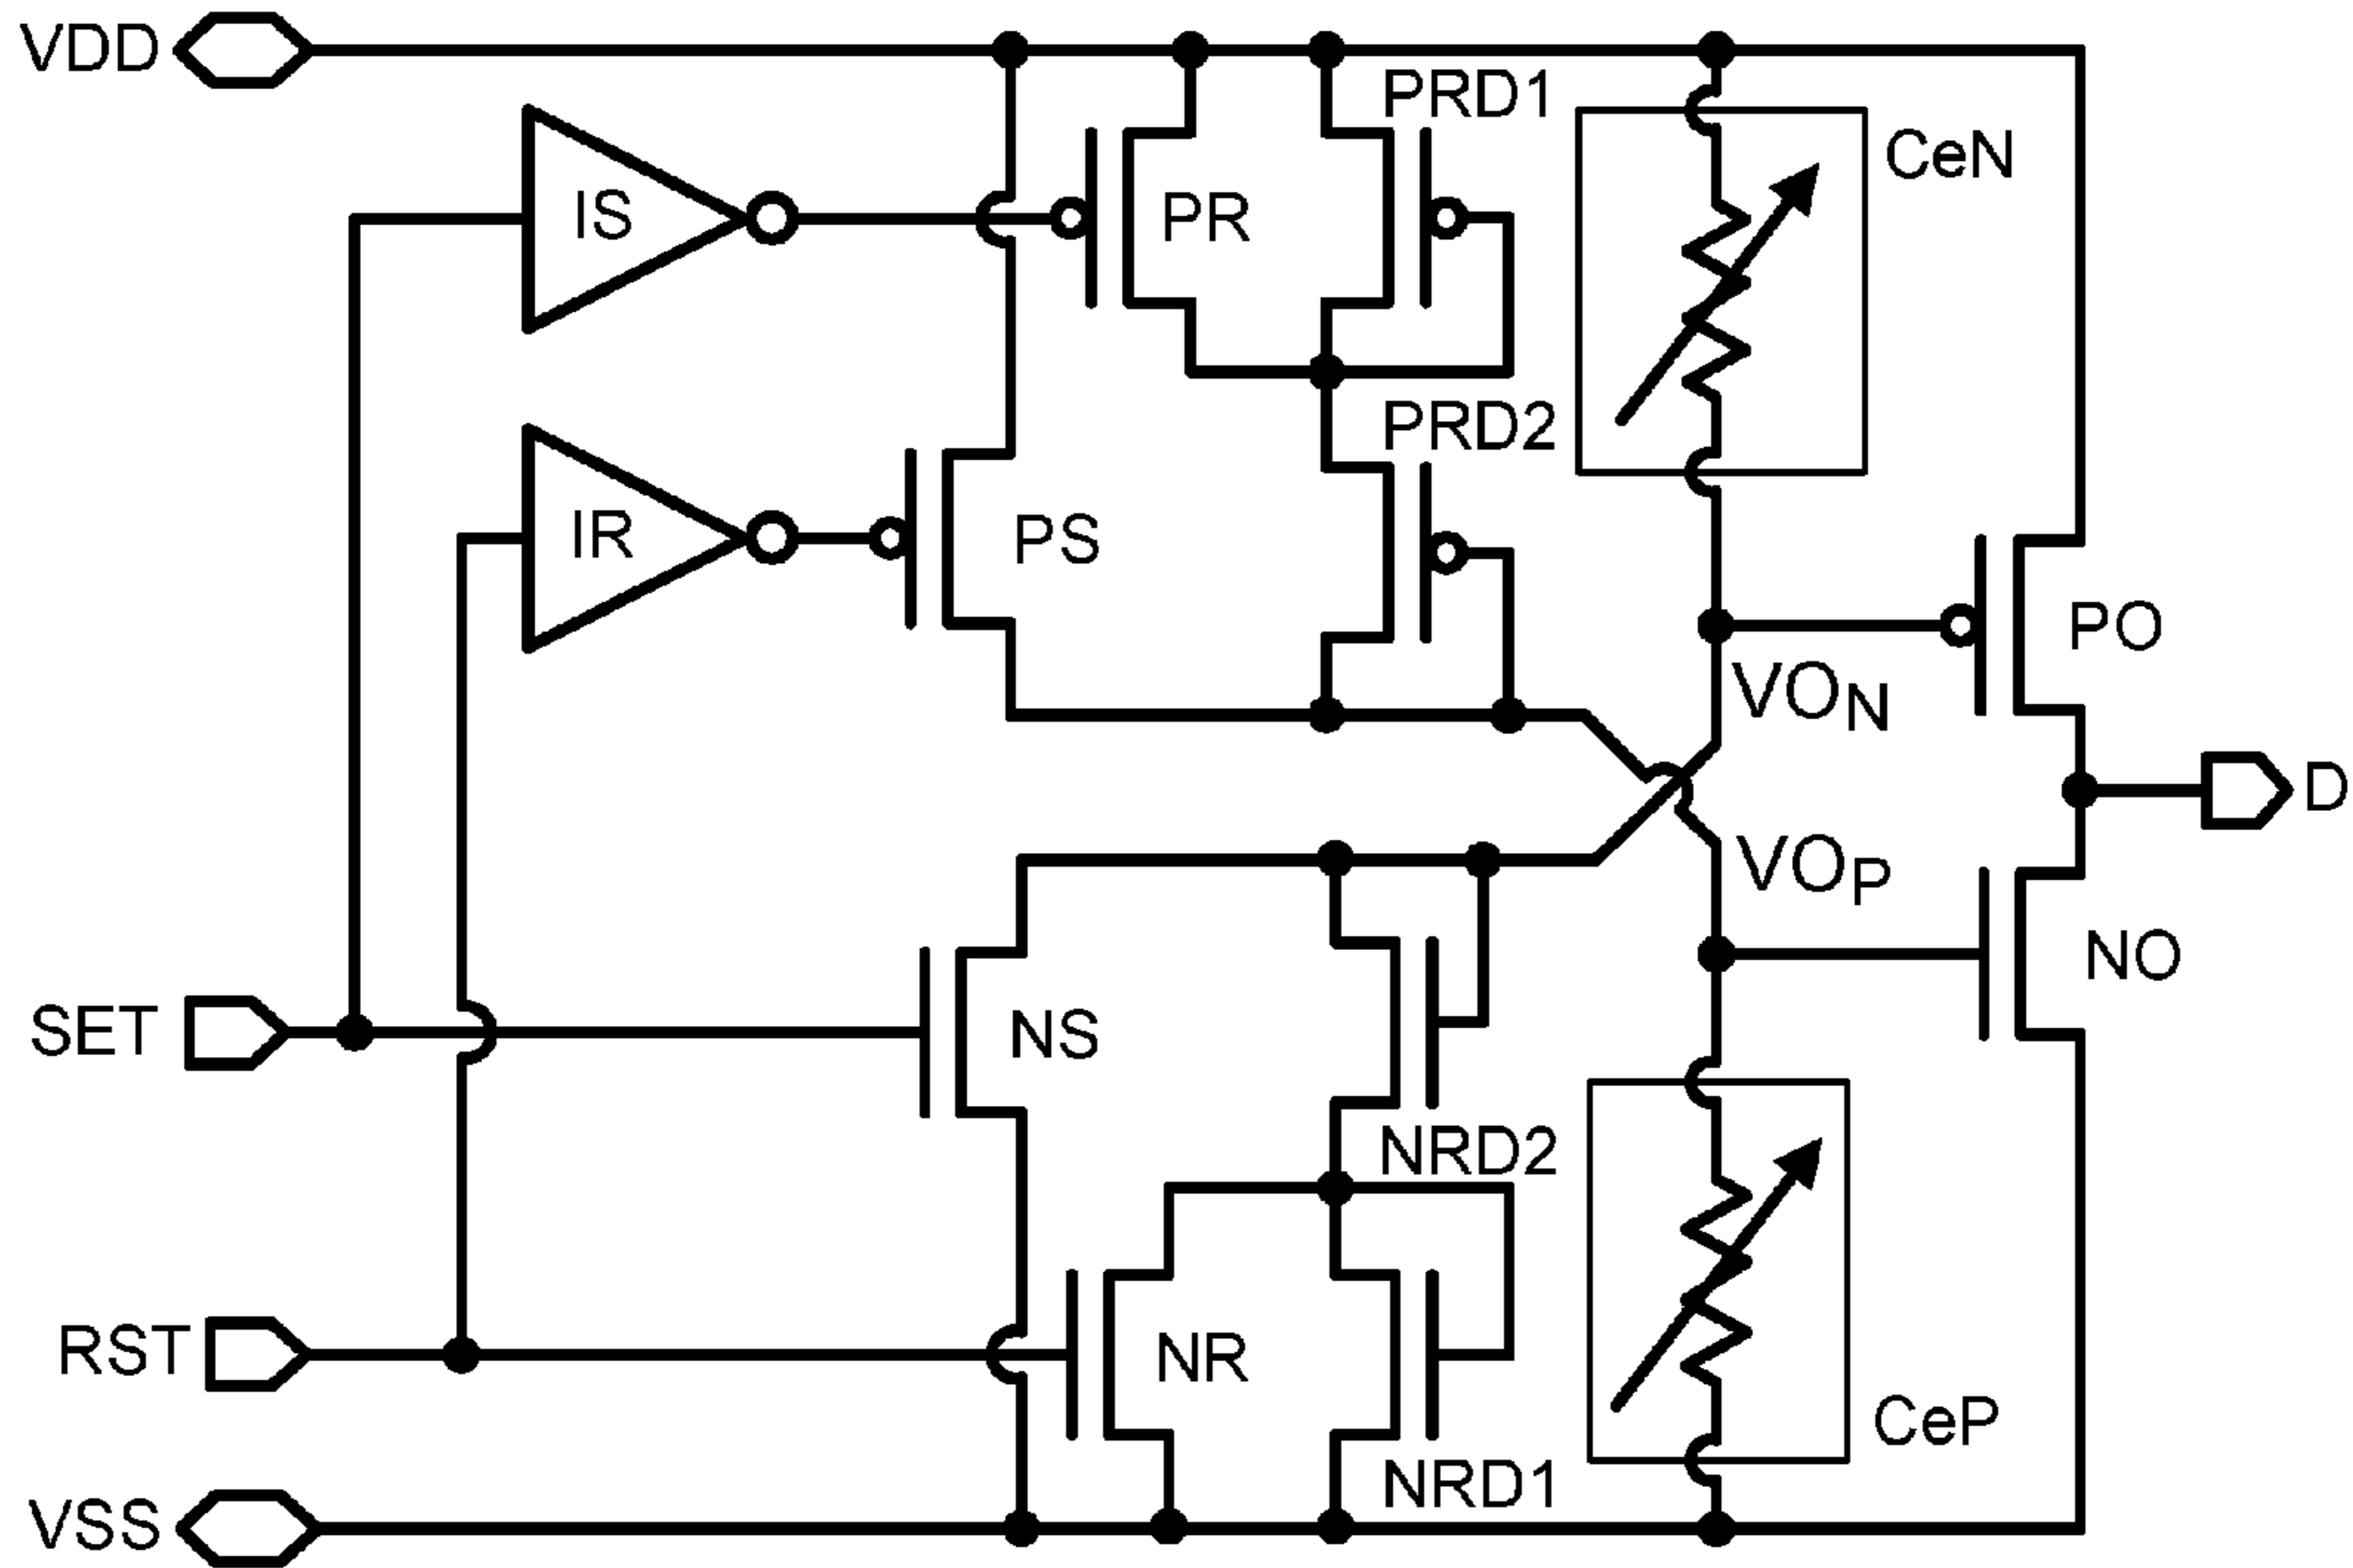 VDD
PRD1
CeN
IS
PR
PRD2
IR
PS
PO
VON
D
VOP
NO
SET
NS
NRD2
RST
NR
CeP
NRD1
VSS